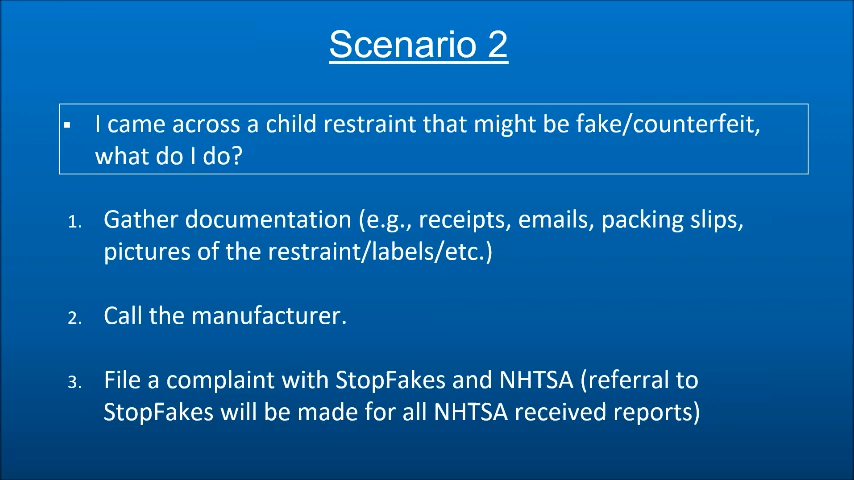 Scenario 2
▪ I came across a child restraint that might be fake/counterfeit,
what do I do?
1. Gather documentation (e.g., receipts, emails, packing slips,
pictures of the restraint/labels/etc.)
2. Call the manufacturer.
3. File a complaint with StopFakes and NHTSA (referral to
StopFakes will be made for all NHTSA received reports)